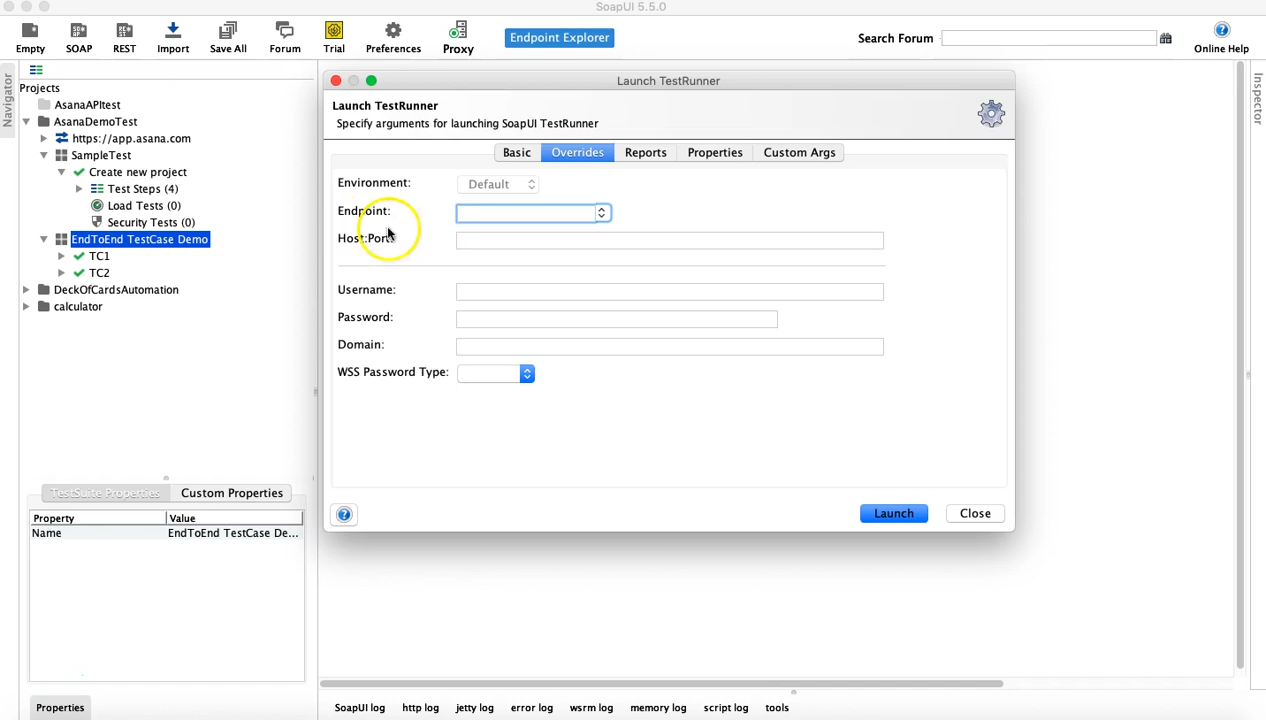 SoapUI 5.5.0
Empty SOAP REST Import Save All Forum Trial Preferences Proxy Endpoint Explorer Search Forum Online Help
Navigator
Inspector
Projects
AsanaAPItest
AsanaDemoTest
https://app.asana.com
SampleTest
Create new project
Test Steps (4)
Load Tests (0)
Security Tests (0)
EndToEnd TestCase Demo
TC1
TC2
DeckOfCardsAutomation
calculator
Launch TestRunner
Launch TestRunner
Specify arguments for launching SoapUI TestRunner
Basic Overrides Reports Properties Custom Args
Environment: Default
Endpoint:
Host:Port:
Username:
Password:
Domain:
WSS Password Type:
Launch Close
TestSuite Properties Custom Properties
Property Value
Name EndToEnd TestCase De...
Properties
SoapUI log http log jetty log error log wsrm log memory log script log tools